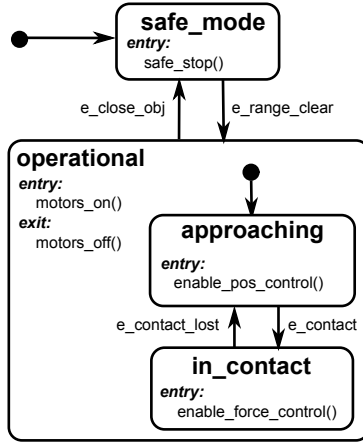 safe_mode
entry:
safe_stop()
e_close_obj
e_range_clear
operational
entry:
motors_on()
exit:
motors_off()
approaching
entry:
enable_pos_control()
e_contact_lost
e_contact
in_contact
entry:
enable_force_control()